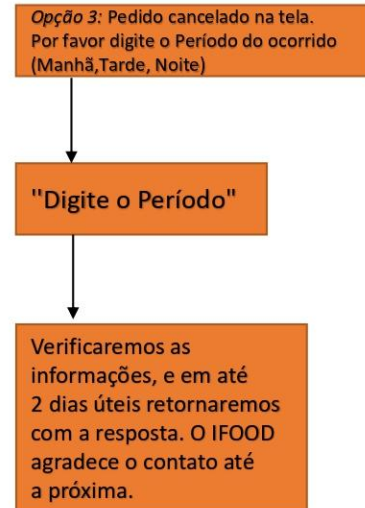 Opção 3: Pedido cancelado na tela.
Por favor digite o Período do ocorrido
(Manhã,Tarde, Noite)
"Digite o Período"
Verificaremos as
informações, e em até
2 dias úteis retornaremos
com a resposta. O IFOOD
agradece o contato até
a próxima.